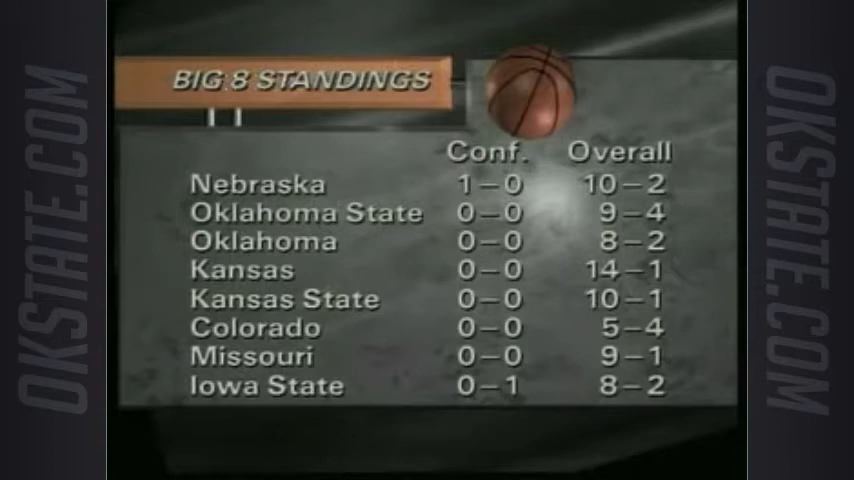 OKSTATE.COM
BIG 8 STANDINGS
Conf. Overall
Nebraska 1-0 10-2
Oklahoma State 0-0 9-4
Oklahoma 0-0 8-2
Kansas 0-0 14-1
Kansas State 0-0 10-1
Colorado 0-0 5-4
Missouri 0-0 9-1
Iowa State 0-1 8-2
OKSTATE.COM